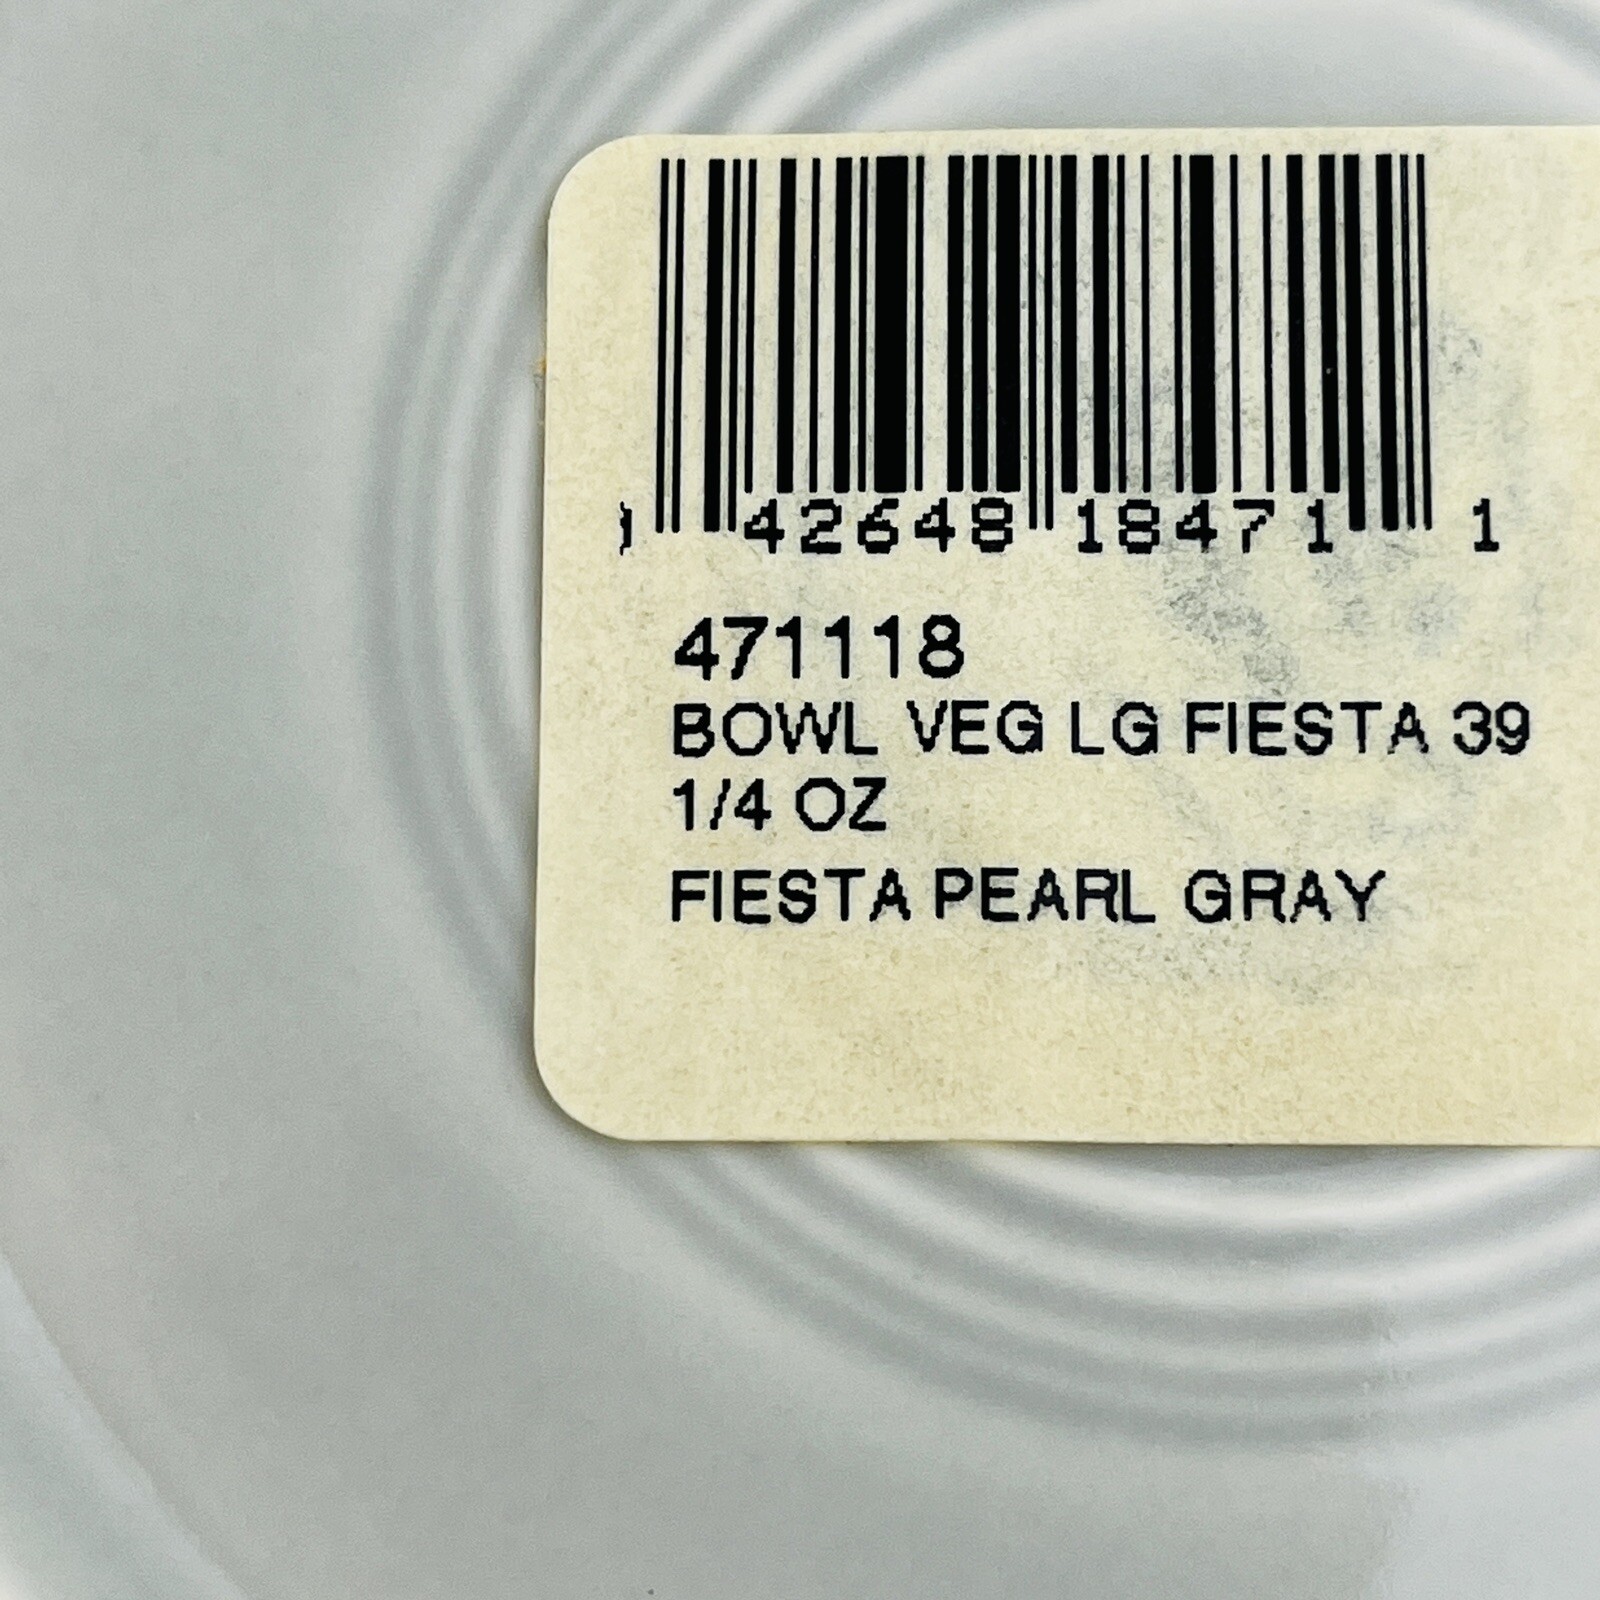 42648 18471 1
471118
BOWL VEG LG FIESTA 39
1/4 OZ
FIESTA PEARL GRAY